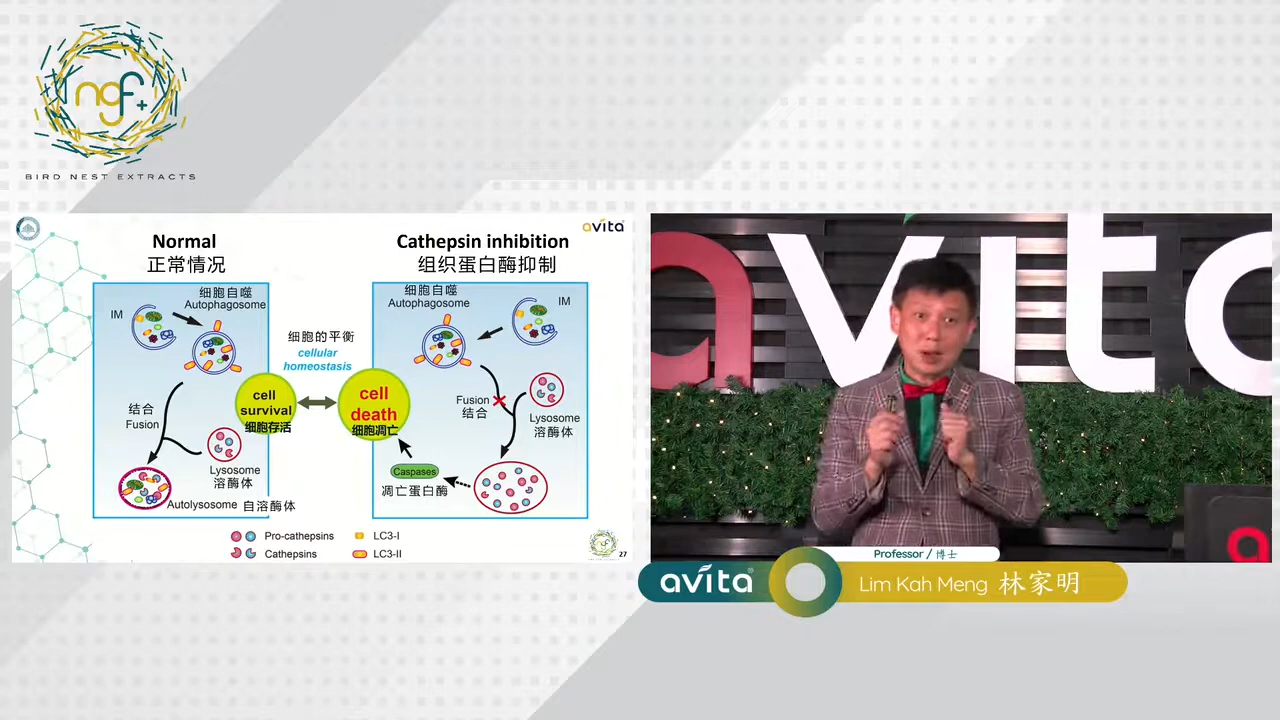 ngf+
BIRD NEST EXTRACTS
avita
Normal
正常情况
Cathepsin inhibition
组织蛋白酶抑制
细胞自噬
Autophagosome
IM
细胞自噬
Autophagosome
IM
细胞的平衡
cellular
homeostasis
cell
survival
细胞存活
cell
death
细胞凋亡
结合
Fusion
Fusion
结合
Lysosome
溶酶体
Lysosome
溶酶体
Caspases
凋亡蛋白酶
Autolysosome 自溶酶体
Pro-cathepsins
LC3-I
Cathepsins
LC3-II
27
avita
a
Professor / 博士
avita
Lim Kah Meng 林家明